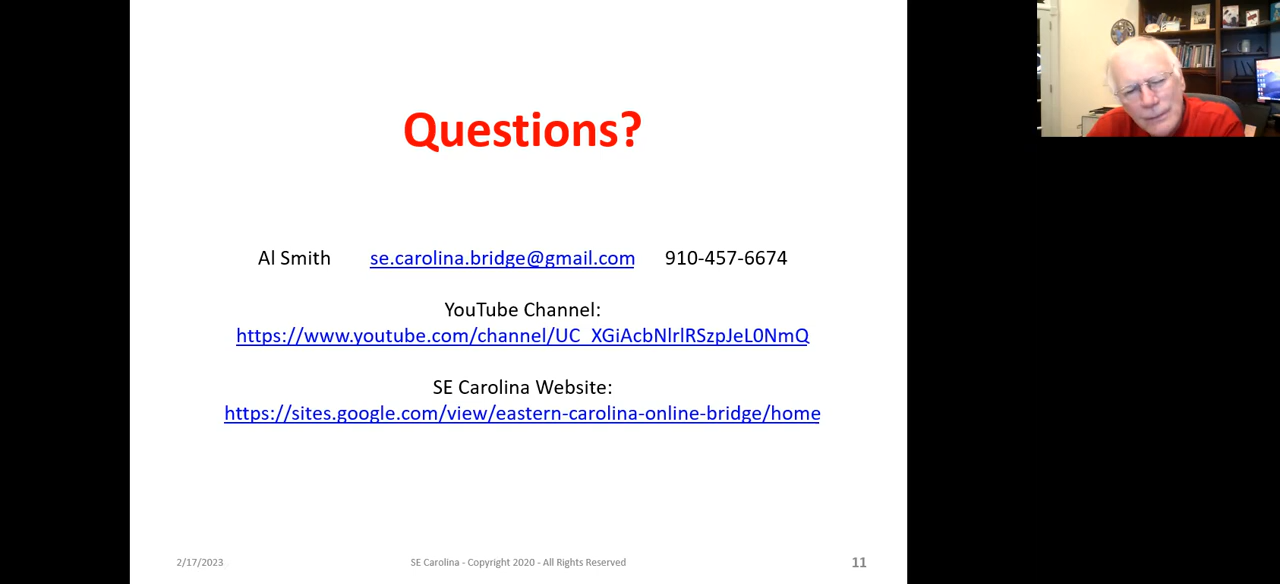 Questions?
Al Smith se.carolina.bridge@gmail.com 910-457-6674
YouTube Channel:
https://www.youtube.com/channel/UC_XGiAcbNlrlRSzpJeL0NmQ
SE Carolina Website:
https://sites.google.com/view/eastern-carolina-online-bridge/home
2/17/2023 SE Carolina - Copyright 2020 - All Rights Reserved 11